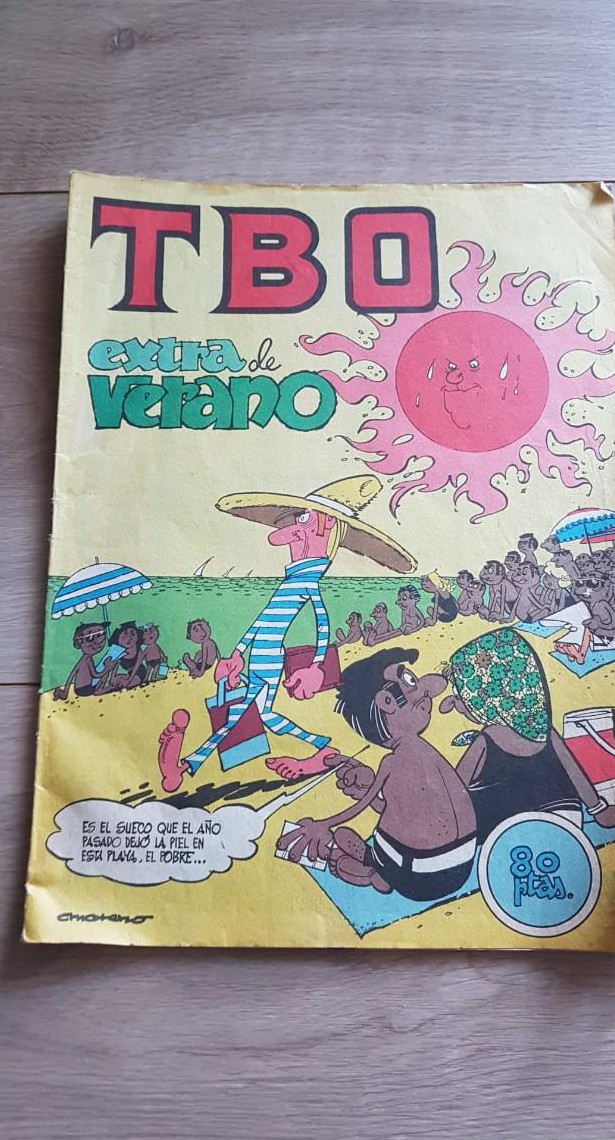 TBO
extra de
verano
ES EL SUECO QUE EL AÑO
PASADO DEJÓ LA PIEL EN
ESTA PLAYA, EL POBRE...
80
ptas.
amoreno